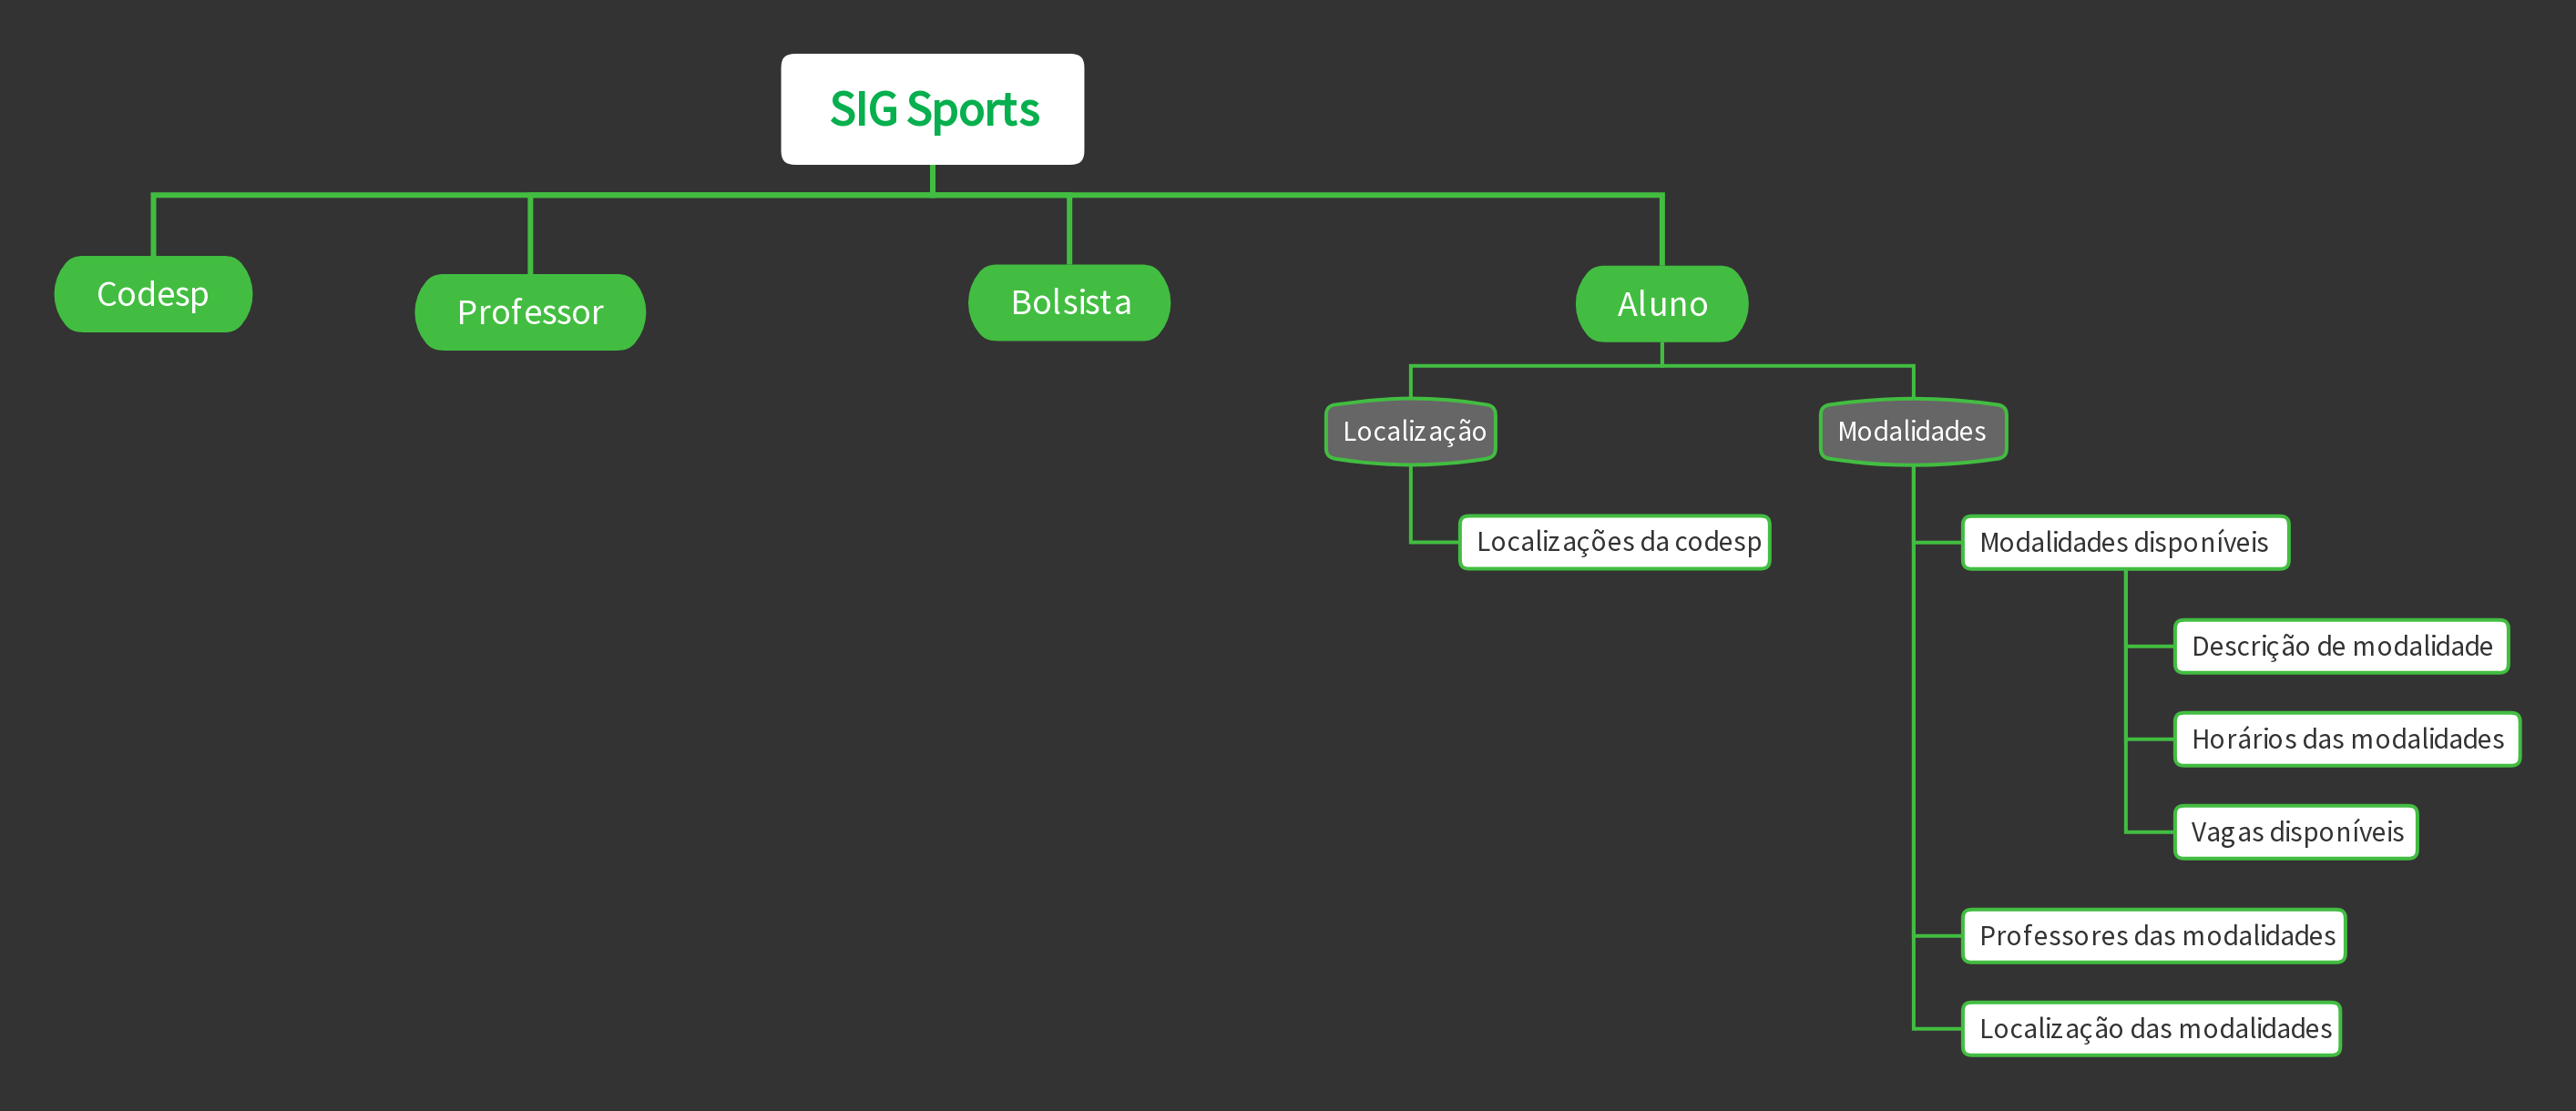 SIG Sports
Codesp
Professor
Bolsista
Aluno
Localização
Modalidades
Localizações da codesp
Modalidades disponíveis
Descrição de modalidade
Horários das modalidades
Vagas disponíveis
Professores das modalidades
Localização das modalidades